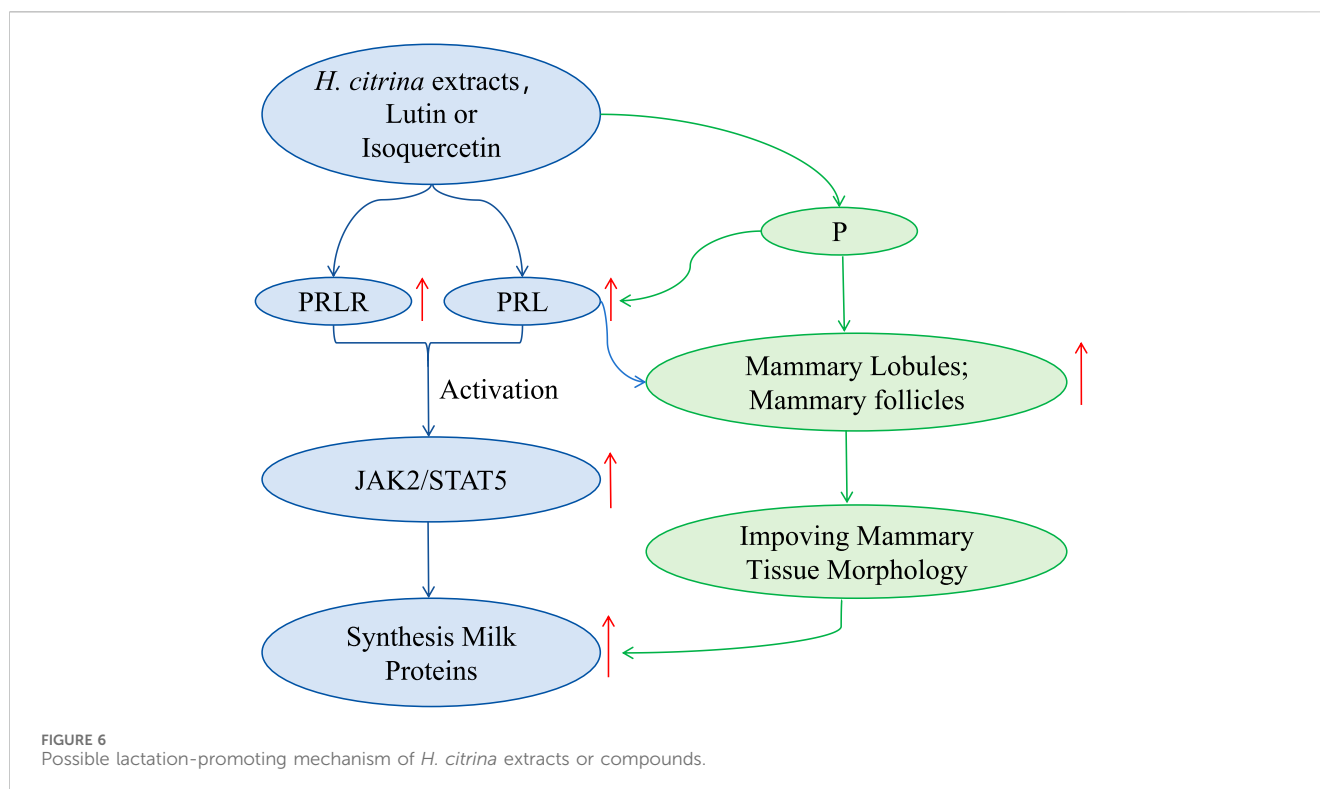 H. citrina extracts,
Lutin or
Isoquercetin
P
PRLR
PRL
Mammary Lobules;
Mammary follicles
Activation
JAK2/STAT5
Impoving Mammary
Tissue Morphology
Synthesis Milk
Proteins
FIGURE 6
Possible lactation-promoting mechanism of H. citrina extracts or compounds.